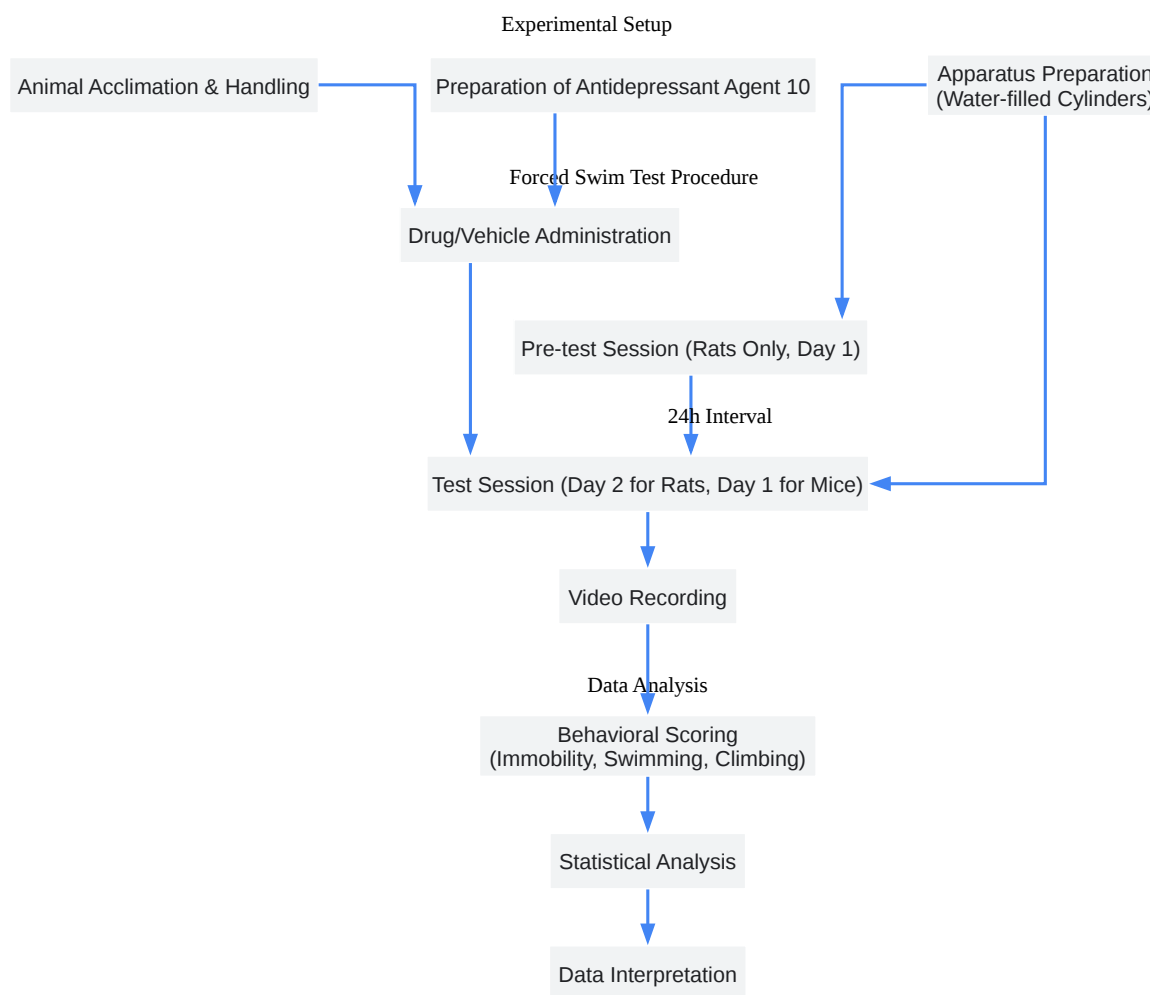 Experimental Setup
Animal Acclimation & Handling
Preparation of Antidepressant Agent 10
Apparatus Preparation
(Water-filled Cylinders)
Forced Swim Test Procedure
Drug/Vehicle Administration
Pre-test Session (Rats Only, Day 1)
24h Interval
Test Session (Day 2 for Rats, Day 1 for Mice)
Video Recording
Data Analysis
Behavioral Scoring
(Immobility, Swimming, Climbing)
Statistical Analysis
Data Interpretation